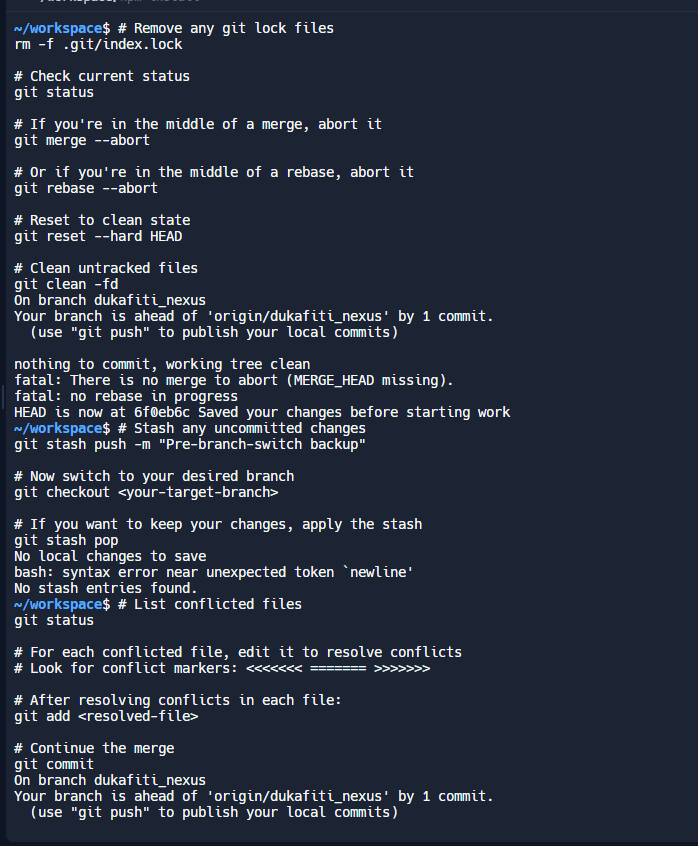 ~/workspace$ # Remove any git lock files
rm -f .git/index.lock

# Check current status
git status

# If you're in the middle of a merge, abort it
git merge --abort

# Or if you're in the middle of a rebase, abort it
git rebase --abort

# Reset to clean state
git reset --hard HEAD

# Clean untracked files
git clean -fd
On branch dukafiti_nexus
Your branch is ahead of 'origin/dukafiti_nexus' by 1 commit.
  (use "git push" to publish your local commits)

nothing to commit, working tree clean
fatal: There is no merge to abort (MERGE_HEAD missing).
fatal: no rebase in progress
HEAD is now at 6f0eb6c Saved your changes before starting work
~/workspace$ # Stash any uncommitted changes
git stash push -m "Pre-branch-switch backup"

# Now switch to your desired branch
git checkout <your-target-branch>

# If you want to keep your changes, apply the stash
git stash pop
No local changes to save
bash: syntax error near unexpected token `newline'
No stash entries found.
~/workspace$ # List conflicted files
git status

# For each conflicted file, edit it to resolve conflicts
# Look for conflict markers: <<<<<<< ======= >>>>>>>

# After resolving conflicts in each file:
git add <resolved-file>

# Continue the merge
git commit
On branch dukafiti_nexus
Your branch is ahead of 'origin/dukafiti_nexus' by 1 commit.
  (use "git push" to publish your local commits)